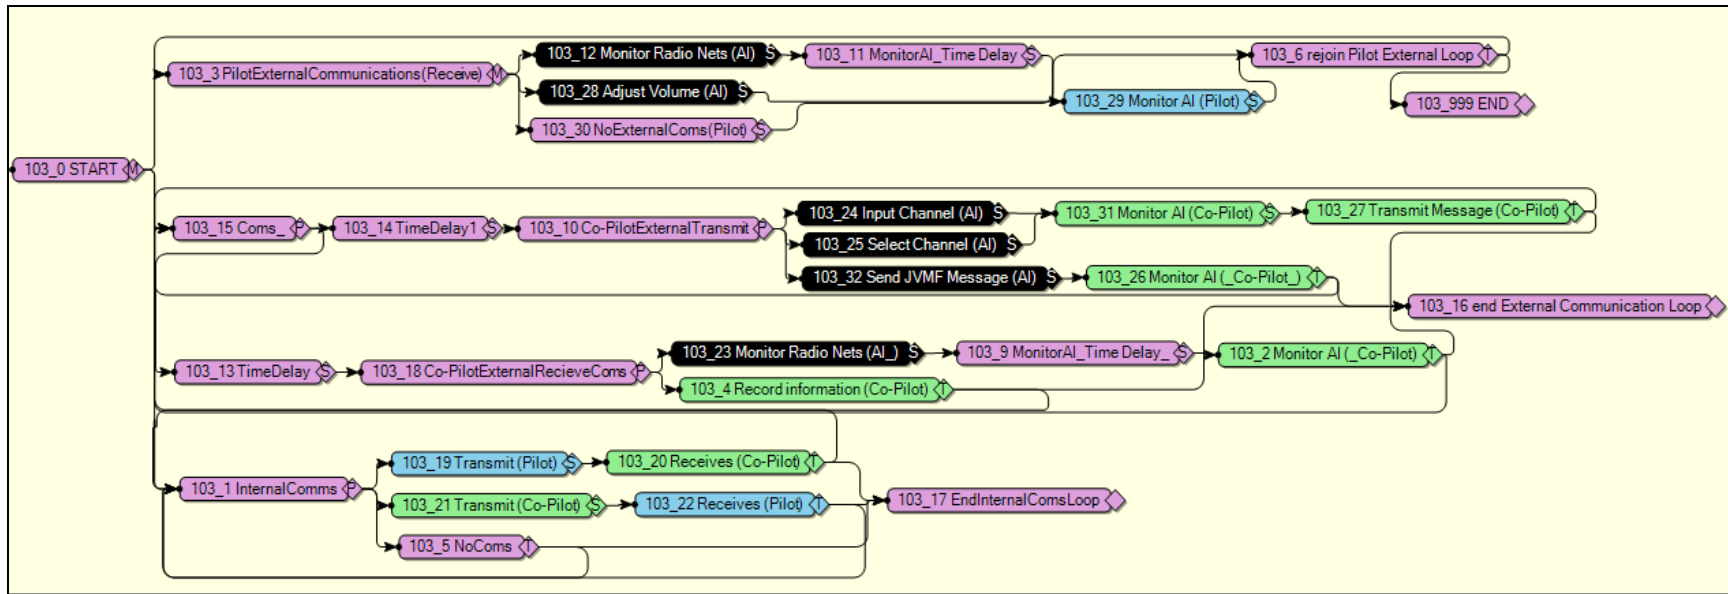 103_12 Monitor Radio Nets (AI) S
103_11 MonitorAI_Time Delay S
103_6 rejoin Pilot External Loop T
103_3 PilotExternalCommunications(Receive) M
103_28 Adjust Volume (AI) S
103_29 Monitor AI (Pilot) S
103_999 END
103_30 NoExternalComs(Pilot) S
103_0 START M
103_15 Coms_ P
103_14 TimeDelay1 S
103_10 Co-PilotExternalTransmit P
103_24 Input Channel (AI) S
103_31 Monitor AI (Co-Pilot) S
103_27 Transmit Message (Co-Pilot) T
103_25 Select Channel (AI) S
103_32 Send JVMF Message (AI) S
103_26 Monitor AI (_Co-Pilot_) T
103_16 end External Communication Loop
103_13 TimeDelay S
103_18 Co-PilotExternalRecieveComs P
103_23 Monitor Radio Nets (AI_) S
103_9 MonitorAI_Time Delay_ S
103_2 Monitor AI (_Co-Pilot) T
103_4 Record information (Co-Pilot) T
103_1 InternalComms P
103_19 Transmit (Pilot) S
103_20 Receives (Co-Pilot) T
103_21 Transmit (Co-Pilot) S
103_22 Receives (Pilot) T
103_17 EndInternalComsLoop
103_5 NoComs T